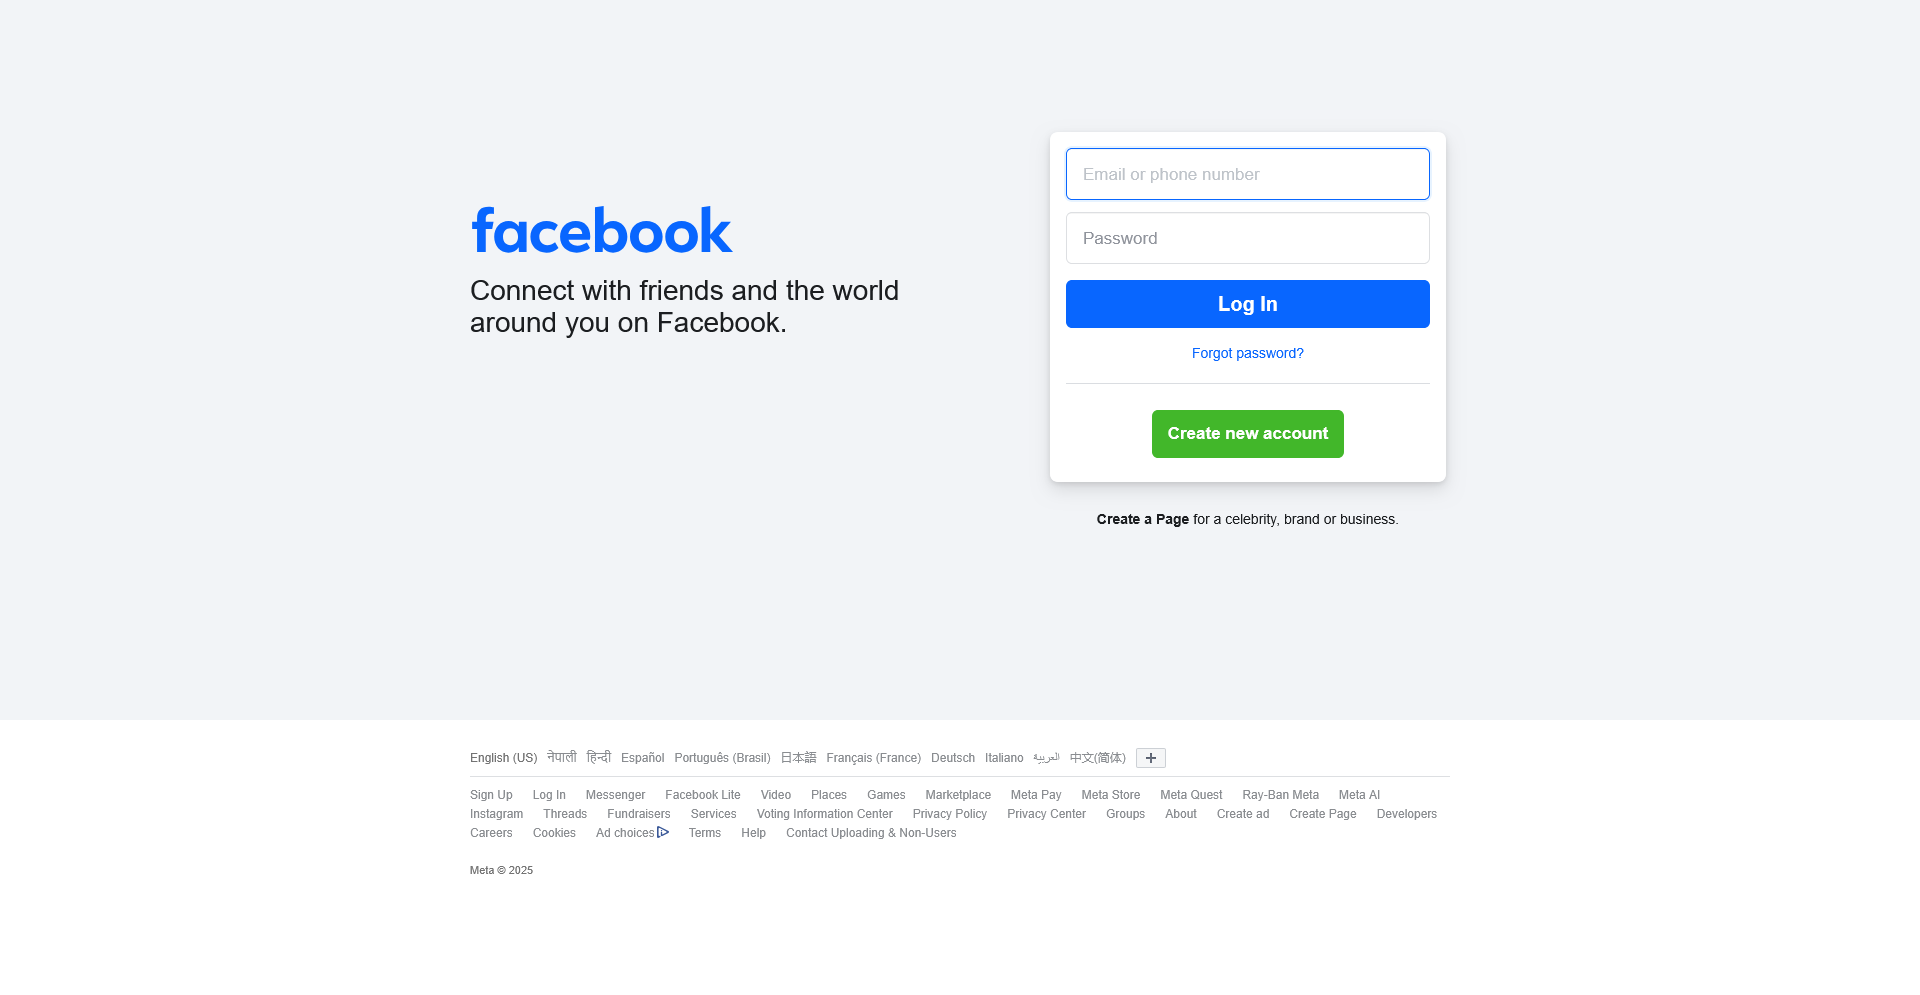 facebook
Connect with friends and the world
around you on Facebook.
Email or phone number
Password
Log In
Forgot password?
Create new account
Create a Page for a celebrity, brand or business.
English (US) नेपाली हिन्दी Español Português (Brasil) 日本語 Français (France) Deutsch Italiano العربية 中文(简体)
Sign Up Log In Messenger Facebook Lite Video Places Games Marketplace Meta Pay Meta Store Meta Quest Ray-Ban Meta Meta AI
Instagram Threads Fundraisers Services Voting Information Center Privacy Policy Privacy Center Groups About Create ad Create Page Developers
Careers Cookies Ad choices Terms Help Contact Uploading & Non-Users
Meta © 2025